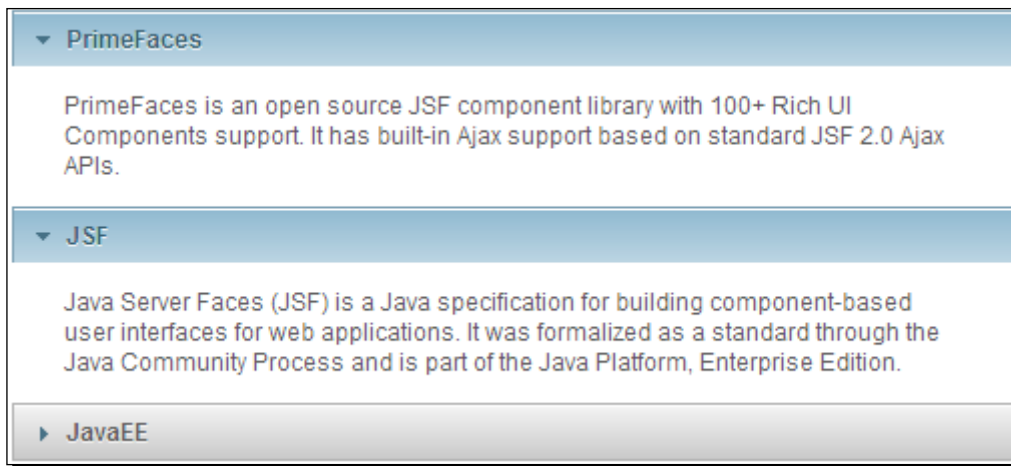 PrimeFaces
PrimeFaces is an open source JSF component library with 100+ Rich UI
Components support. It has built-in Ajax support based on standard JSF 2.0 Ajax
APIs.
JSF
Java Server Faces (JSF) is a Java specification for building component-based
user interfaces for web applications. It was formalized as a standard through the
Java Community Process and is part of the Java Platform, Enterprise Edition.
JavaEE